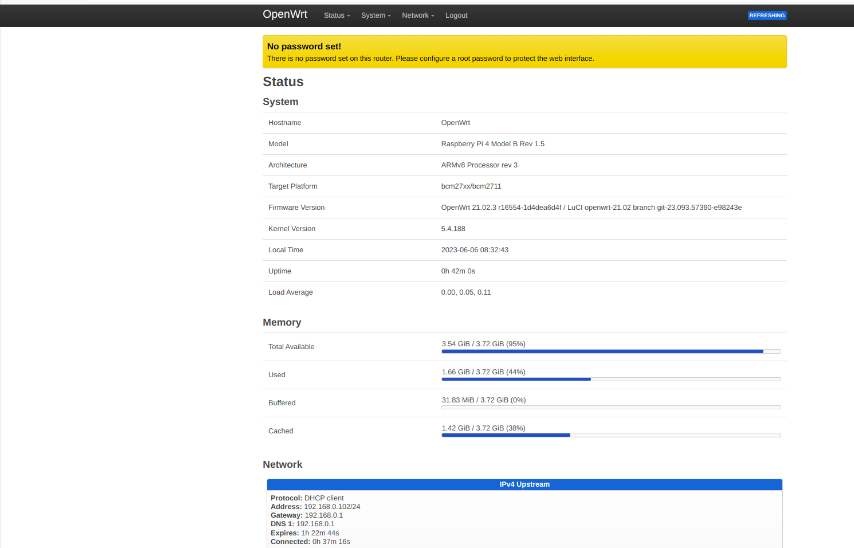 OpenWrt Status System Network Logout REFRESHING
No password set!
There is no password set on this router. Please configure a root password to protect the web interface.
Status
System
Hostname OpenWrt
Model Raspberry Pi 4 Model B Rev 1.5
Architecture ARMv8 Processor rev 3
Target Platform bcm27xx/bcm2711
Firmware Version OpenWrt 21.02.3 r16554-1d4dea6d4f / LuCI openwrt-21.02 branch git-23.093.57360-e98243e
Kernel Version 5.4.188
Local Time 2023-06-06 08:32:43
Uptime 0h 42m 0s
Load Average 0.00, 0.05, 0.11
Memory
Total Available 3.54 GiB / 3.72 GiB (95%)
Used 1.66 GiB / 3.72 GiB (44%)
Buffered 31.83 MiB / 3.72 GiB (0%)
Cached 1.42 GiB / 3.72 GiB (38%)
Network
IPv4 Upstream
Protocol: DHCP client
Address: 192.168.0.102/24
Gateway: 192.168.0.1
DNS 1: 192.168.0.1
Expires: 1h 22m 44s
Connected: 0h 37m 16s